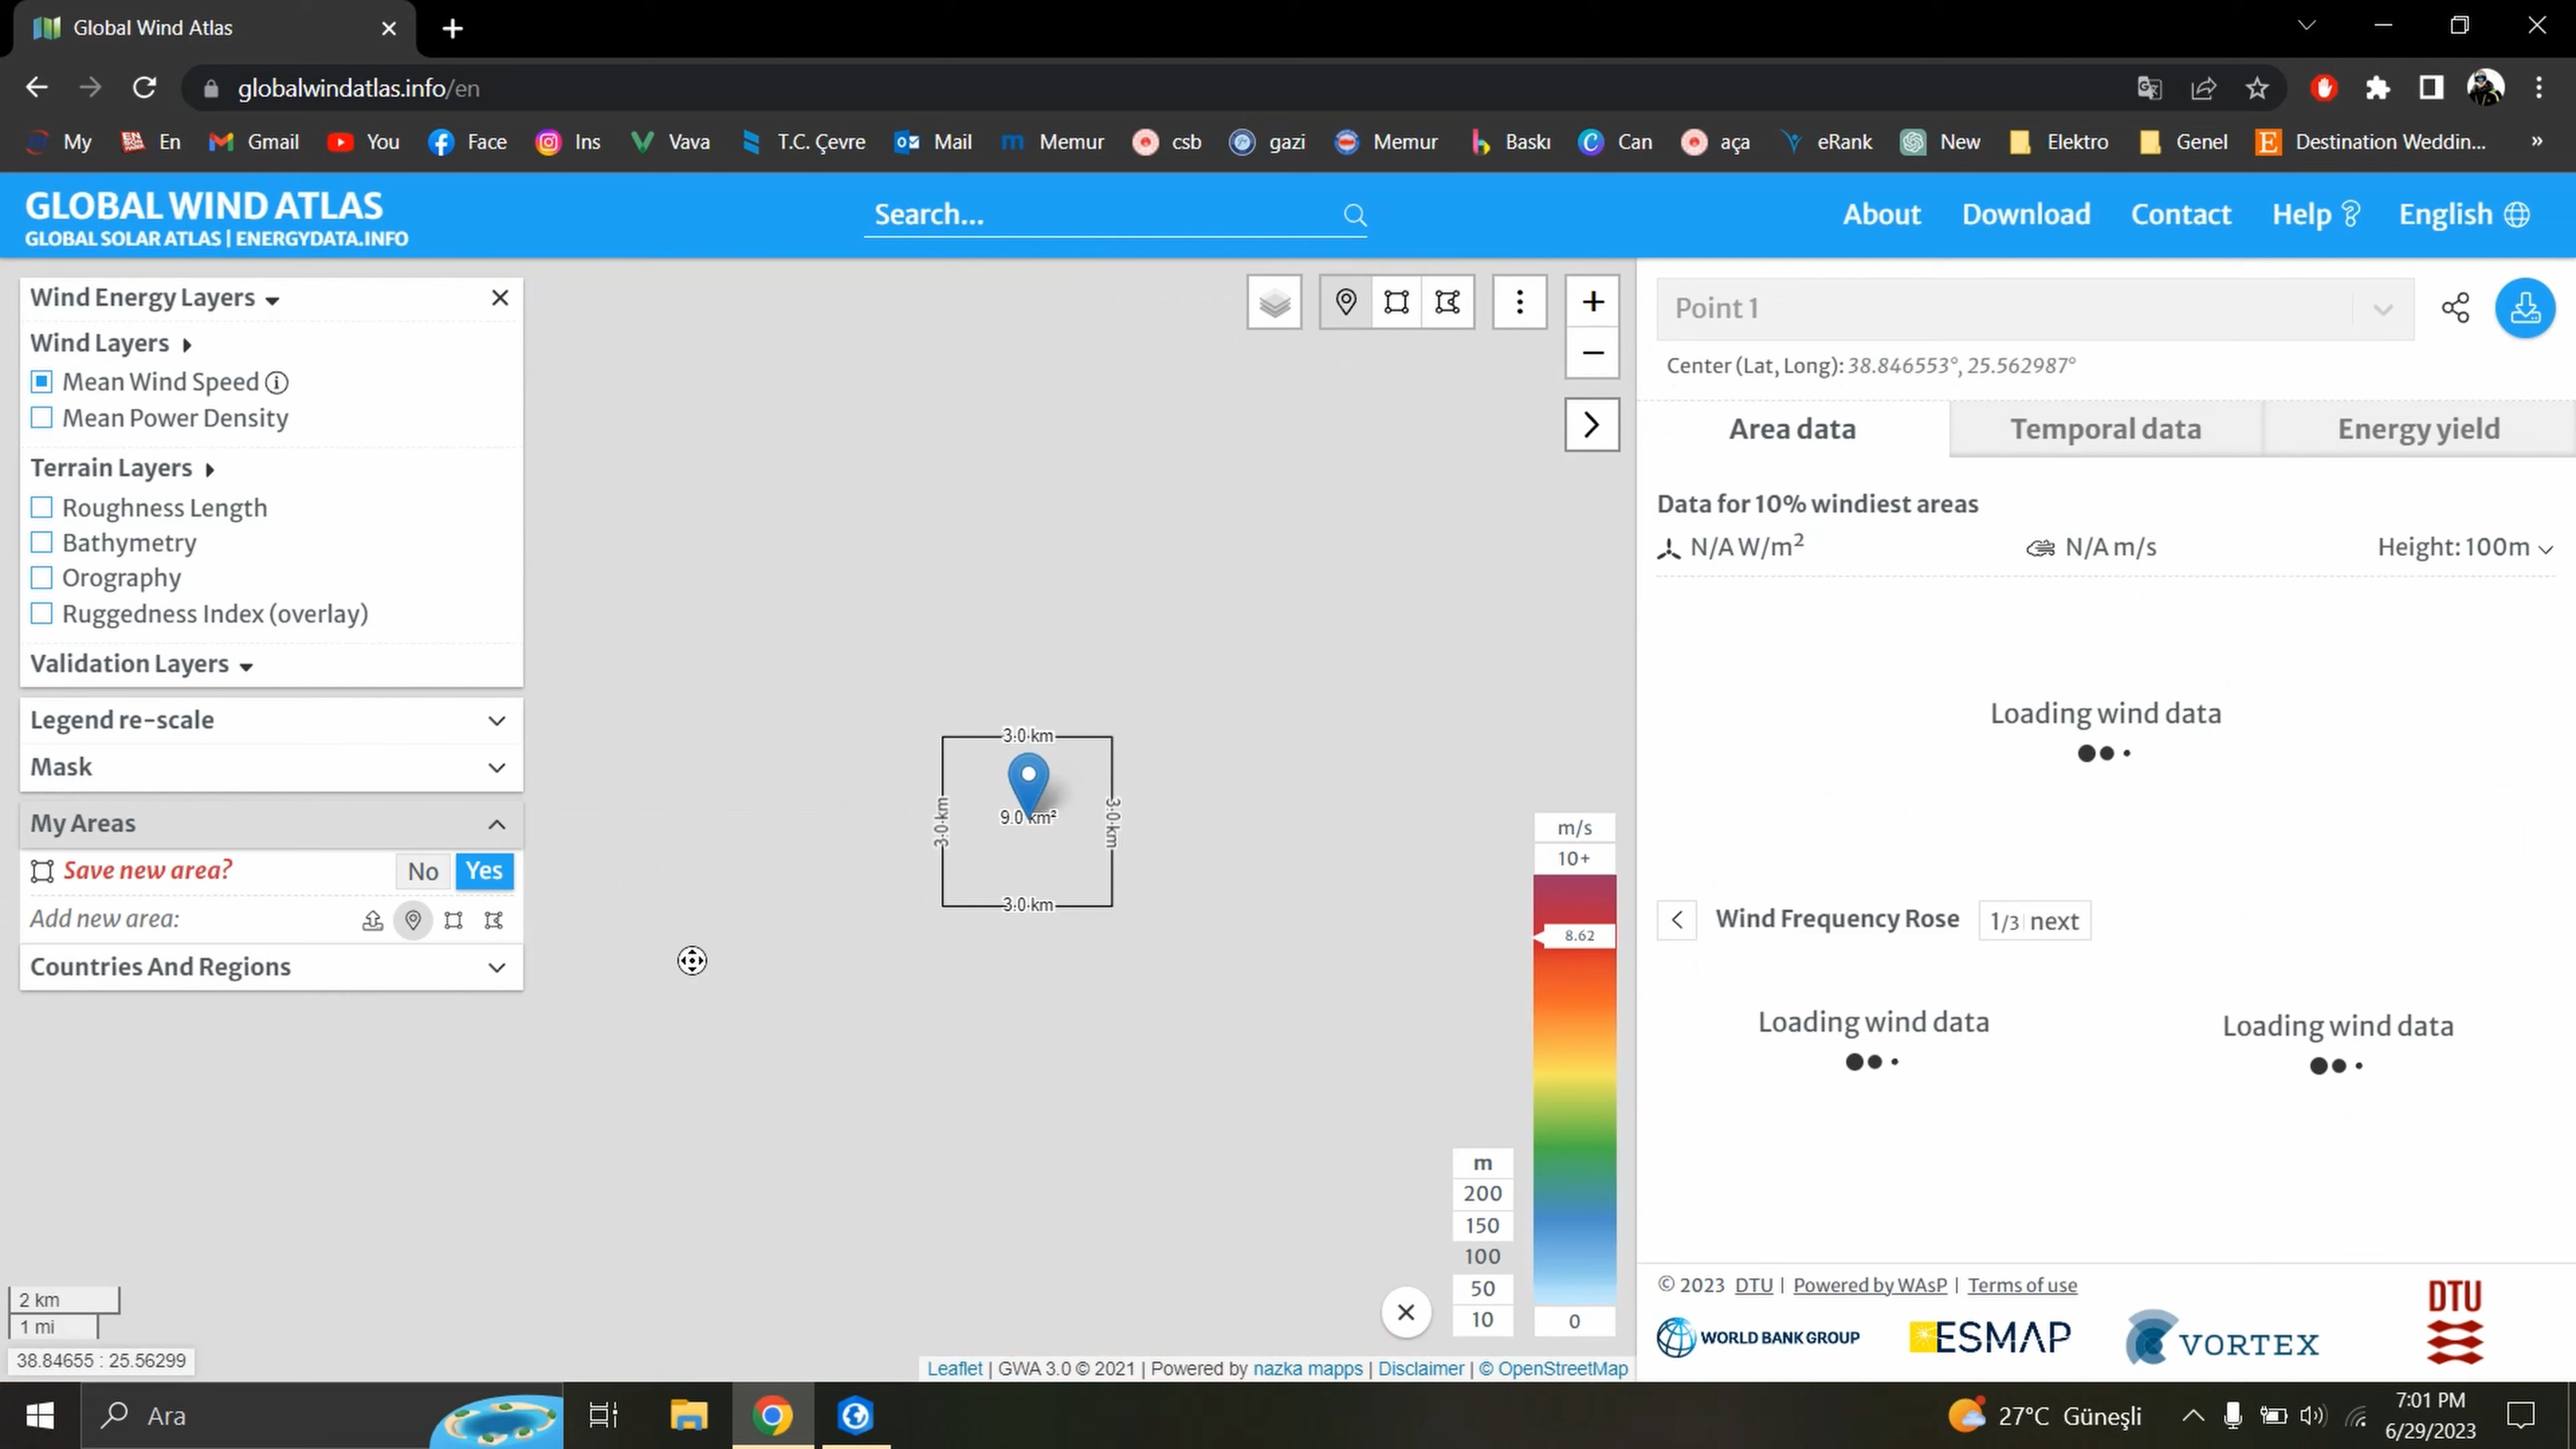 Global Wind Atlas
globalwindatlas.info/en
My En Gmail You Face Ins Vava T.C. Çevre Mail Memur csb gazi Memur Baskı Can aça eRank New Elektro Genel Destination Weddin... »
GLOBAL WIND ATLAS
GLOBAL SOLAR ATLAS | ENERGYDATA.INFO
Search...
About Download Contact Help English
Wind Energy Layers
Wind Layers
Mean Wind Speed
Mean Power Density
Terrain Layers
Roughness Length
Bathymetry
Orography
Ruggedness Index (overlay)
Validation Layers
Legend re-scale
Mask
My Areas
Save new area? No Yes
Add new area:
Countries And Regions
3.0 km
3.0 km
3.0 km
9.0 km²
3.0 km
m/s
10+
8.62
0
m
200
150
100
50
10
2 km
1 mi
38.84655 : 25.56299
Leaflet | GWA 3.0 © 2021 | Powered by nazka mapps | Disclaimer | © OpenStreetMap
Point 1
Center (Lat, Long): 38.846553°, 25.562987°
Area data Temporal data Energy yield
Data for 10% windiest areas
N/A W/m² N/A m/s Height: 100m
Loading wind data
Wind Frequency Rose 1/3 next
Loading wind data
Loading wind data
© 2023 DTU | Powered by WAsP | Terms of use
WORLD BANK GROUP ESMAP VORTEX DTU
Ara
27°C Güneşli
7:01 PM
6/29/2023